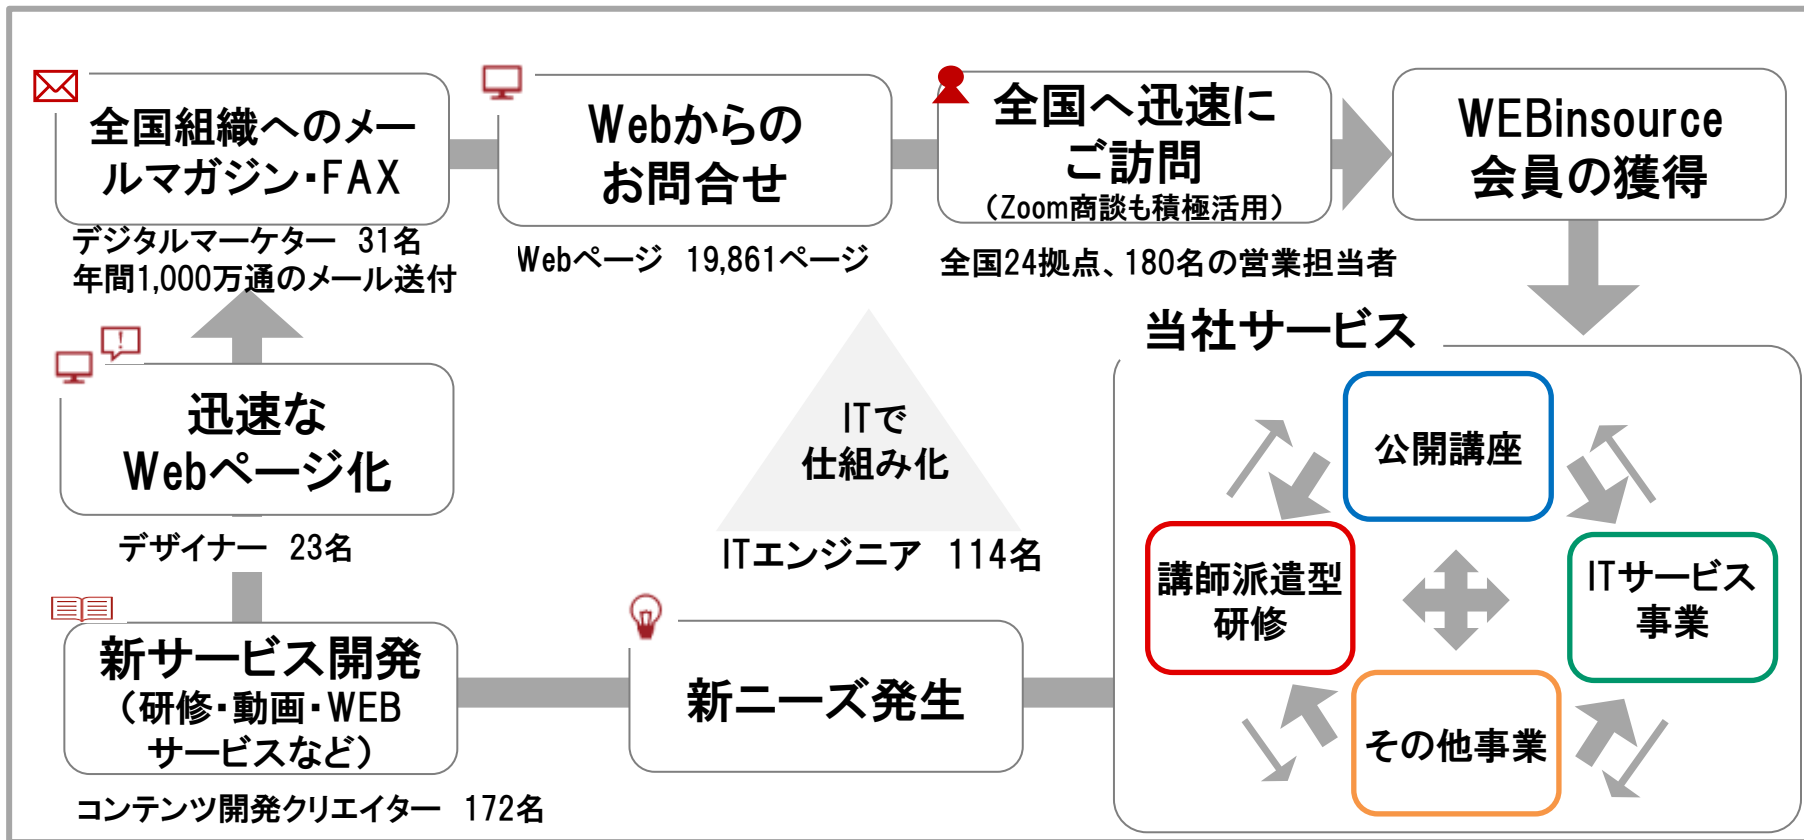 全国組織へのメー
ルマガジン・FAX
デジタルマーケター 31名
年間1,000万通のメール送付
Webからの
お問合せ
Webページ 19,861ページ
全国へ迅速に
ご訪問
（Zoom商談も積極活用）
全国24拠点、180名の営業担当者
WEBinsource
会員の獲得
当社サービス
公開講座
講師派遣型
研修
ITサービス
事業
その他事業
ITで
仕組み化
ITエンジニア 114名
新ニーズ発生
新サービス開発
（研修・動画・WEB
サービスなど）
コンテンツ開発クリエイター 172名
迅速な
Webページ化
デザイナー 23名